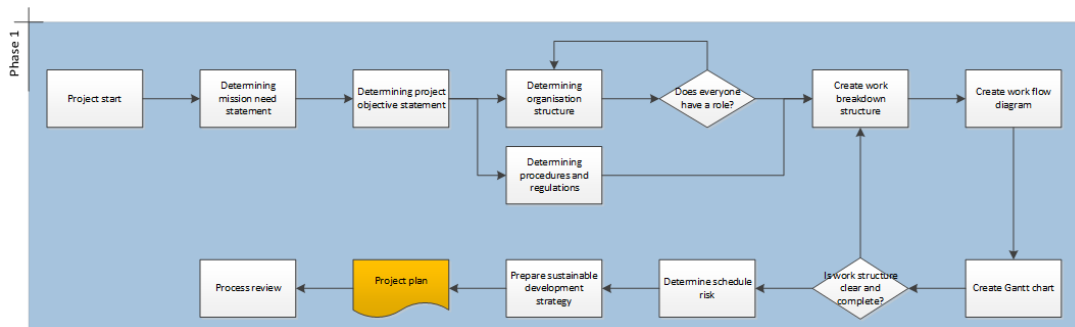 Phase 1
Project start
Determining
mission need
statement
Determining project
objective statement
Determining
organisation
structure
Does everyone
have a role?
Create work
breakdown
structure
Create work flow
diagram
Determining
procedures and
regulations
Process review
Project plan
Prepare sustainable
development
strategy
Determine schedule
risk
Is work structure
clear and
complete?
Create Gantt chart